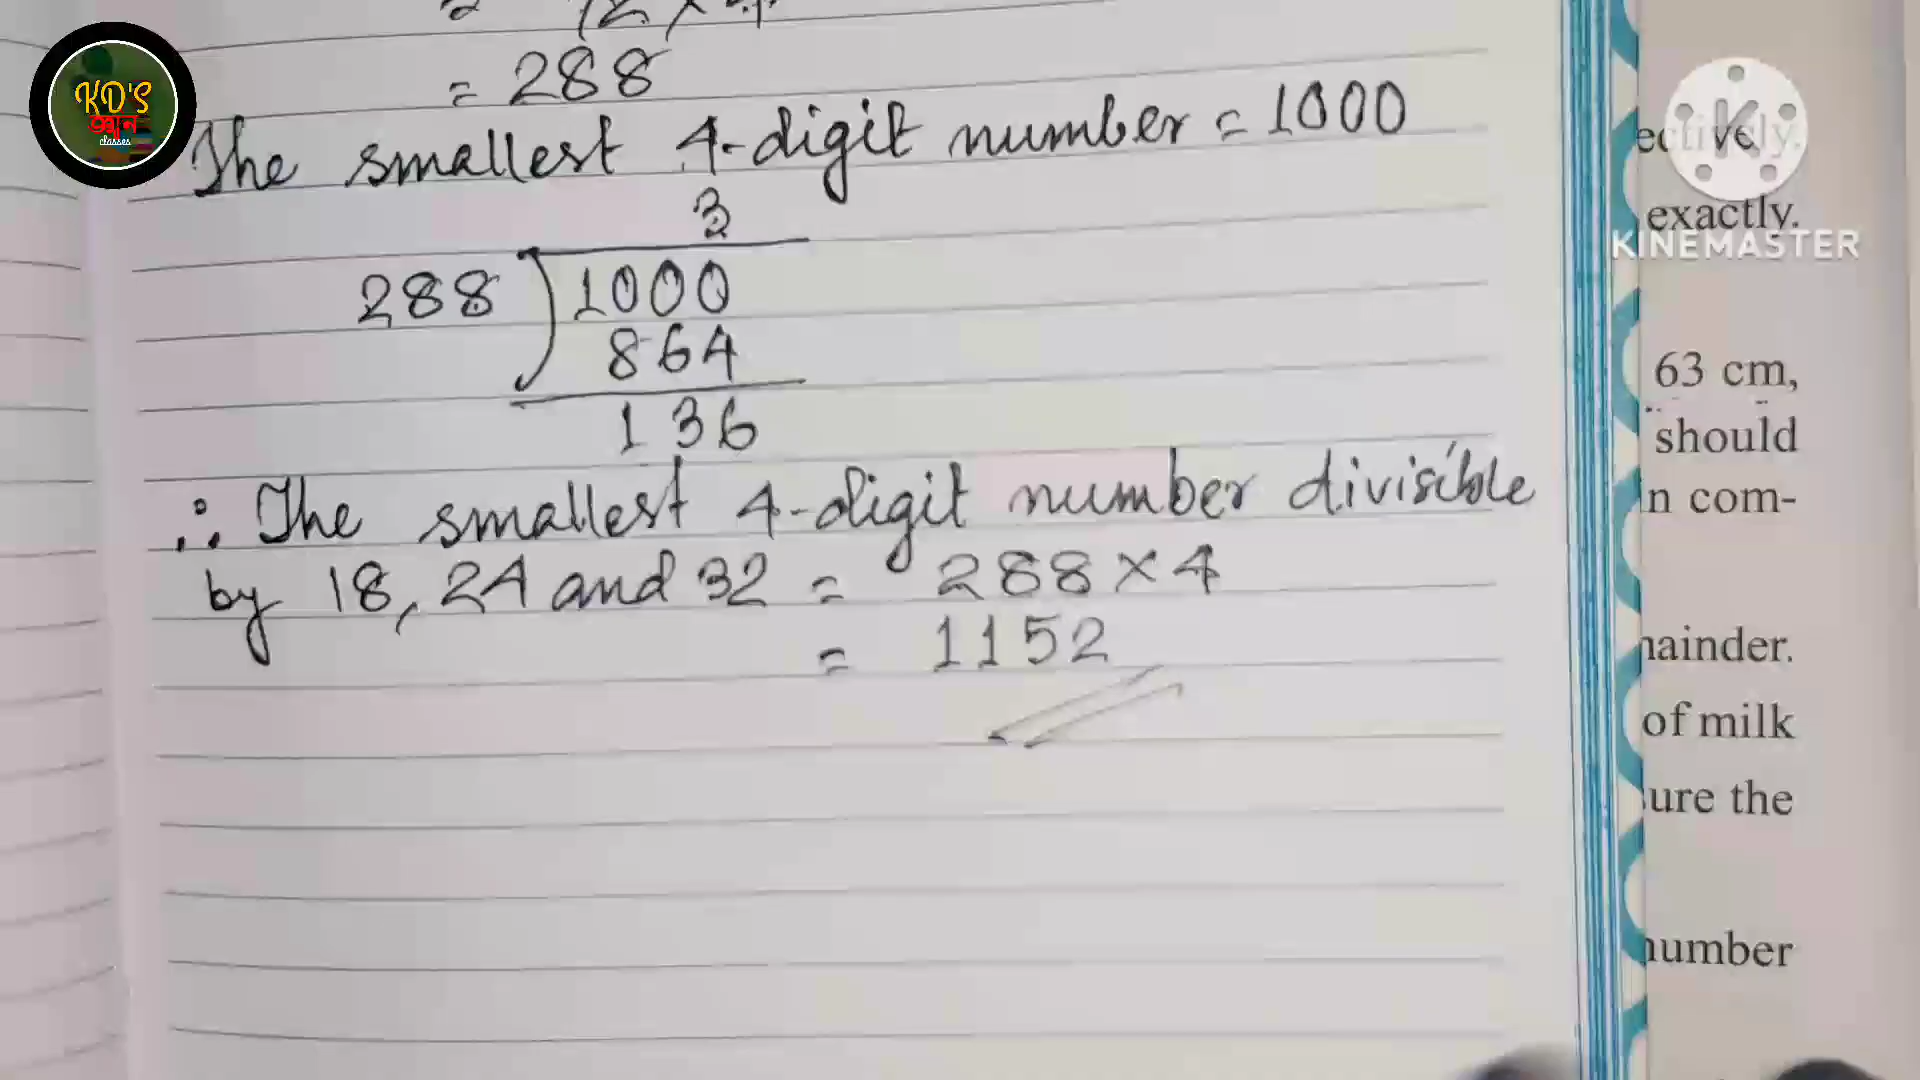 = 288
The smallest 4-digit number = 1000
3
288 ) 1000
864
136
∴ The smallest 4-digit number divisible
by 18, 24 and 32 = 288 × 4
= 1152
KD'S
জ্ঞান
classes
K
KINEMASTER
exactly.
63 cm,
should
n com-
mainder.
of milk
ure the
number